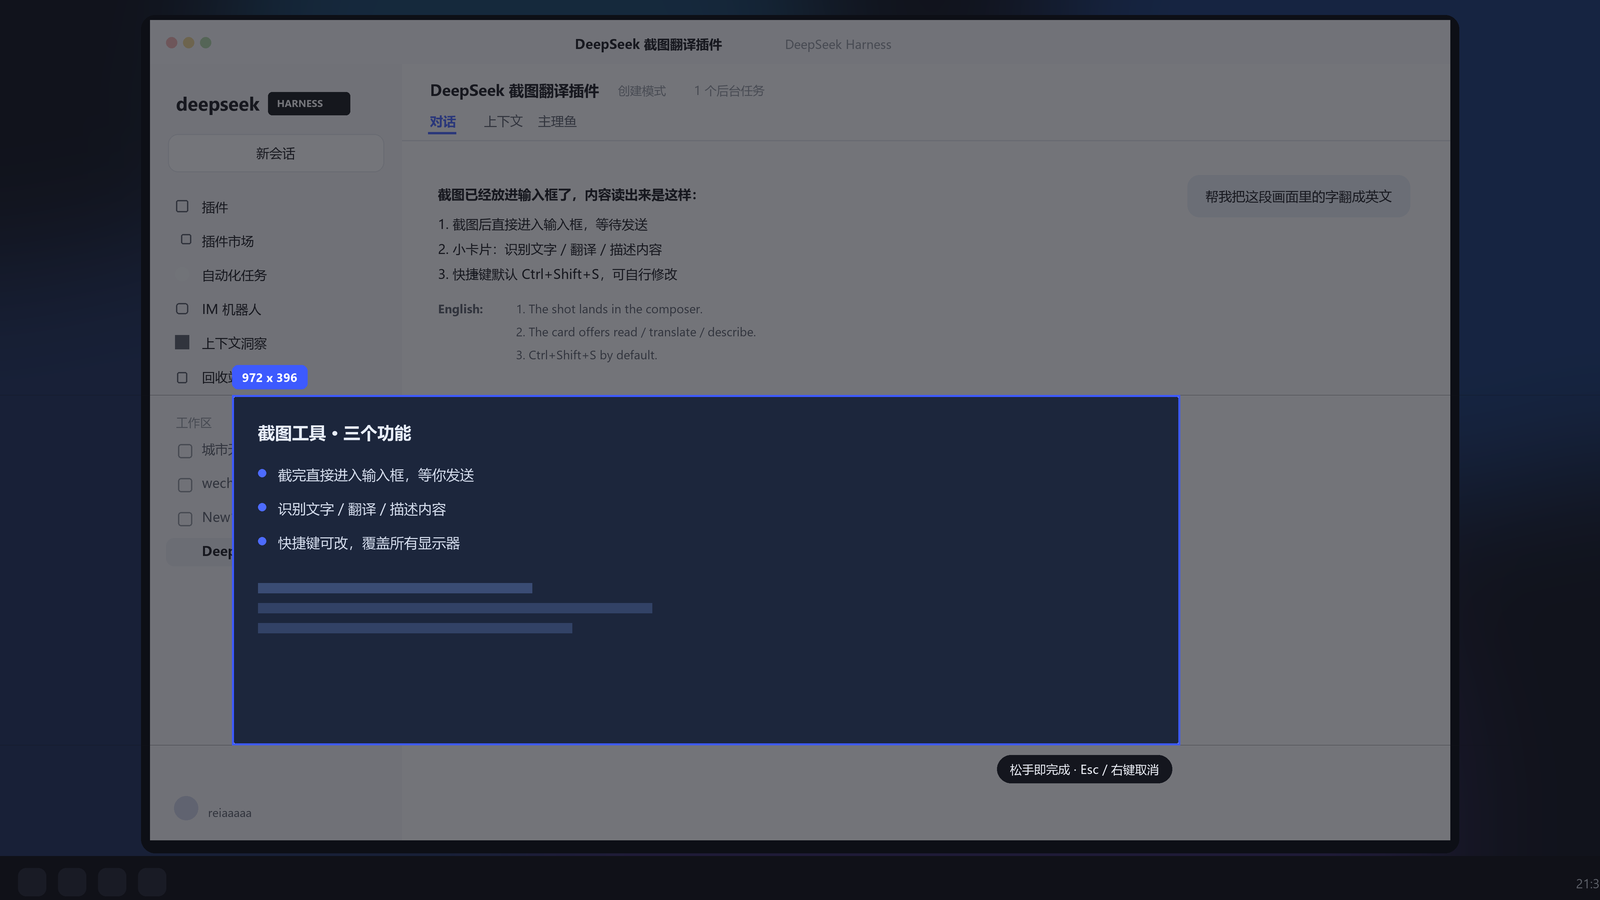 DeepSeek 截图翻译插件
DeepSeek Harness
deepseek HARNESS
新会话
插件
插件市场
自动化任务
IM 机器人
上下文洞察
回收
工作区
城市
wech
New
Deep
reiaaaaa
DeepSeek 截图翻译插件 创建模式 1 个后台任务
对话 上下文 主理鱼
帮我把这段画面里的字翻成英文
截图已经放进输入框了，内容读出来是这样：
1. 截图后直接进入输入框，等待发送
2. 小卡片：识别文字 / 翻译 / 描述内容
3. 快捷键默认 Ctrl+Shift+S，可自行修改
English: 1. The shot lands in the composer.
2. The card offers read / translate / describe.
3. Ctrl+Shift+S by default.
972 x 396
截图工具 • 三个功能
截完直接进入输入框，等你发送
识别文字 / 翻译 / 描述内容
快捷键可改，覆盖所有显示器
松手即完成 · Esc / 右键取消
21:3